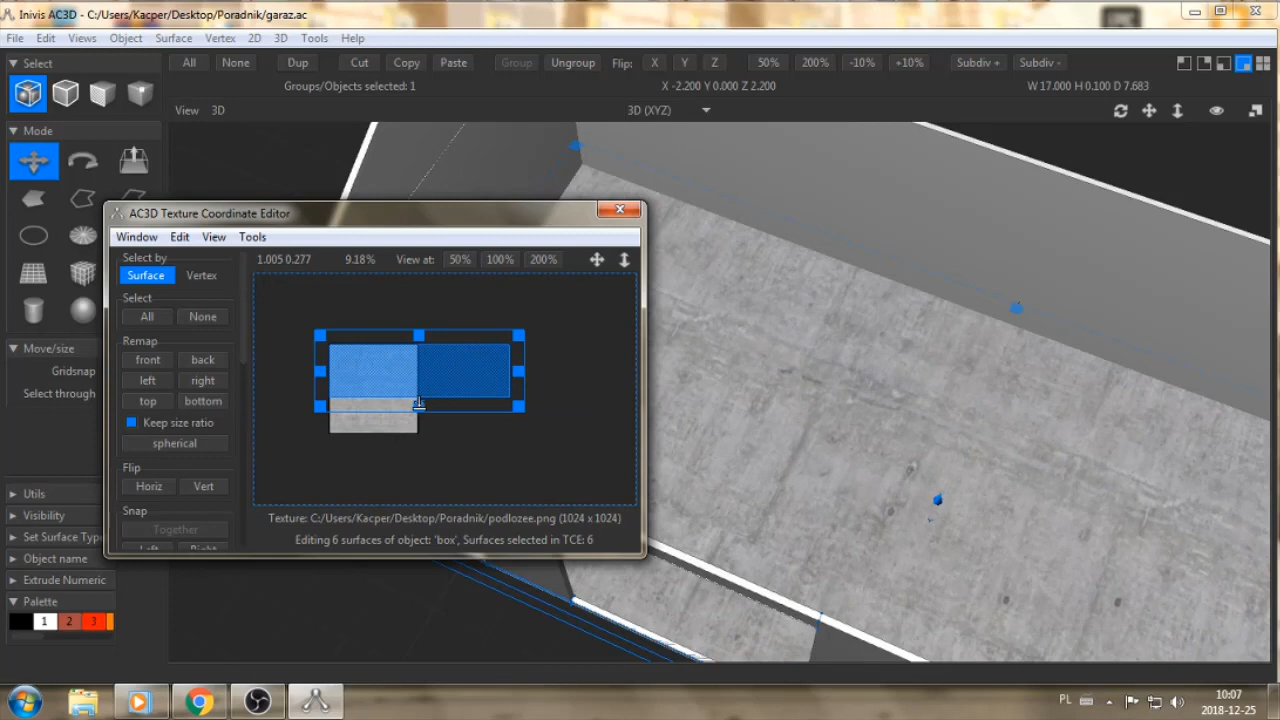 Inivis AC3D - C:/Users/Kacper/Desktop/Poradnik/garaz.ac
File Edit Views Object Surface Vertex 2D 3D Tools Help
Select All None Dup Cut Copy Paste Group Ungroup Flip: X Y Z 50% 200% -10% +10% Subdiv + Subdiv -
Groups/Objects selected: 1 X -2.200 Y 0.000 Z 2.200 W 17.000 H 0.100 D 7.683
View 3D 3D (XYZ)
Mode
Move/size
Gridsnap
Select through
Utils
Visibility
Set Surface Typ
Object name
Extrude Numeric
Palette
1 2 3
AC3D Texture Coordinate Editor
Window Edit View Tools
Select by
Surface Vertex
1.005 0.277 9.18% View at: 50% 100% 200%
Select
All None
Remap
front back
left right
top bottom
Keep size ratio
spherical
Flip
Horiz Vert
Snap
Together
Left Right
Texture: C:/Users/Kacper/Desktop/Poradnik/podlozee.png (1024 x 1024)
Editing 6 surfaces of object: 'box', Surfaces selected in TCE: 6
PL
10:07
2018-12-25